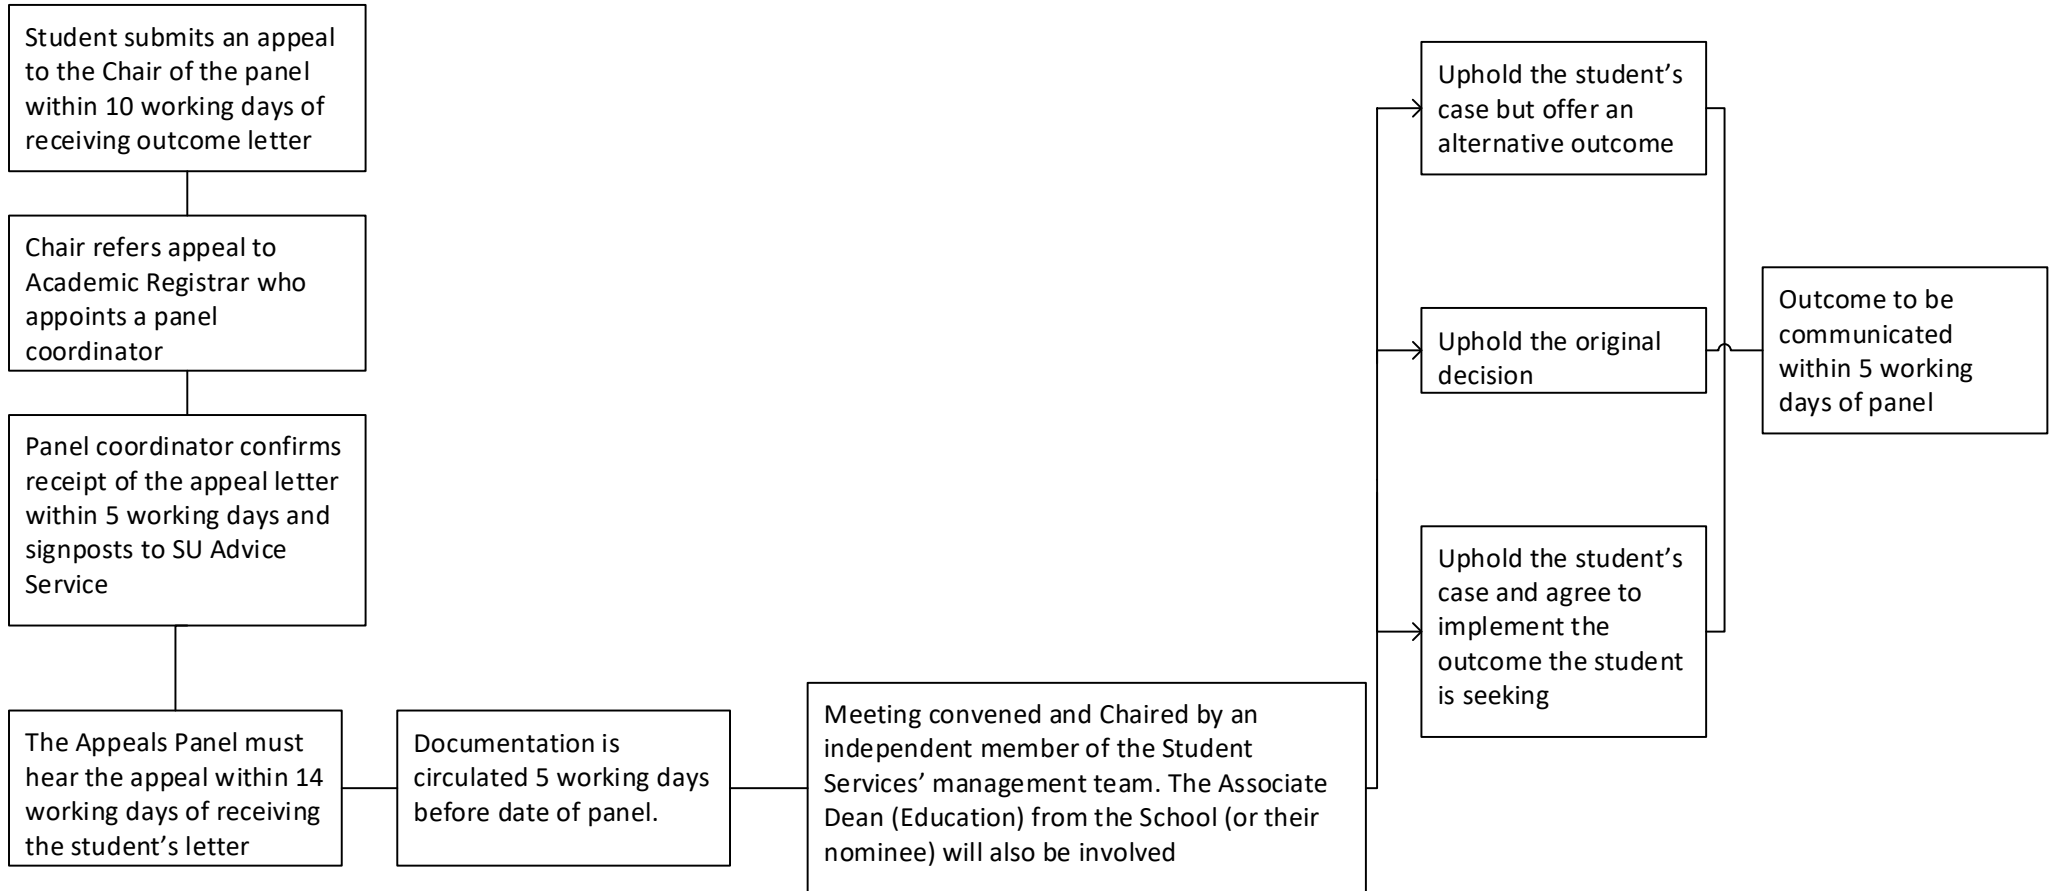 Student submits an appeal
to the Chair of the panel
within 10 working days of
receiving outcome letter
Chair refers appeal to
Academic Registrar who
appoints a panel
coordinator
Panel coordinator confirms
receipt of the appeal letter
within 5 working days and
signposts to SU Advice
Service
The Appeals Panel must
hear the appeal within 14
working days of receiving
the student’s letter
Documentation is
circulated 5 working days
before date of panel.
Meeting convened and Chaired by an
independent member of the Student
Services’ management team. The Associate
Dean (Education) from the School (or their
nominee) will also be involved
Uphold the student’s
case but offer an
alternative outcome
Uphold the original
decision
Uphold the student’s
case and agree to
implement the
outcome the student
is seeking
Outcome to be
communicated
within 5 working
days of panel